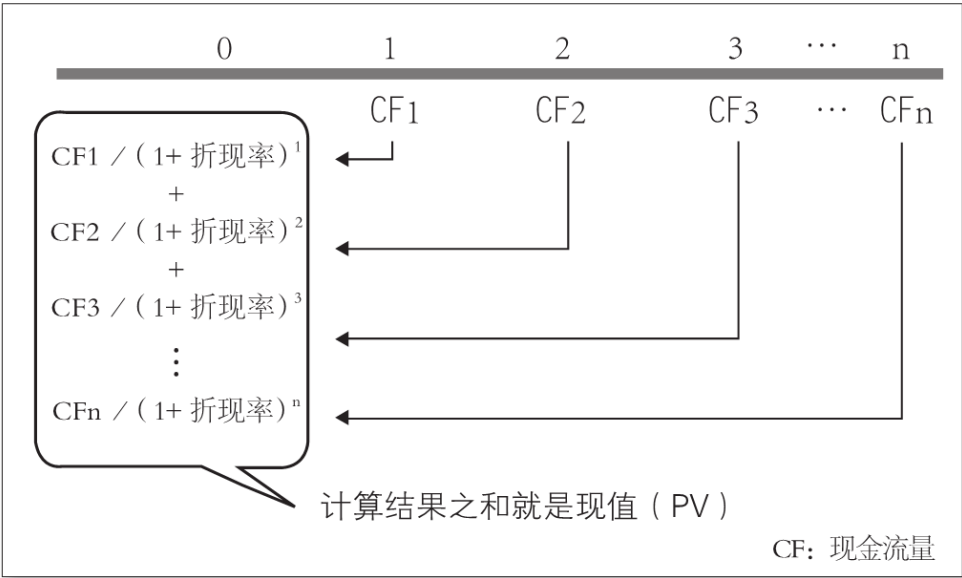 0 1 2 3 … n
CF1 CF2 CF3 … CFn
CF1 /(1+ 折现率)¹
+
CF2 /(1+ 折现率)²
+
CF3 /(1+ 折现率)³
⋮
CFn /(1+ 折现率)ⁿ
计算结果之和就是现值(PV)
CF：现金流量